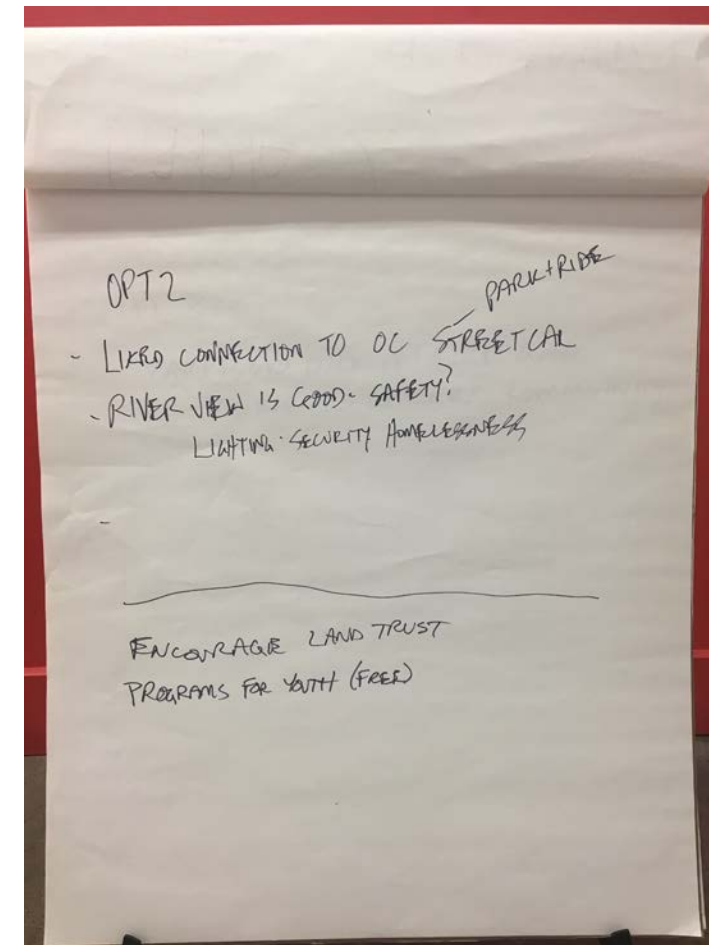 OPT 2
PARK + RIDE
- LIKED CONNECTION TO OC STREETCAR
- RIVER VIEW IS GOOD - SAFETY?
LIGHTING · SECURITY HOMELESSNESS
-
ENCOURAGE LAND TRUST
PROGRAMS FOR YOUTH (FREE)